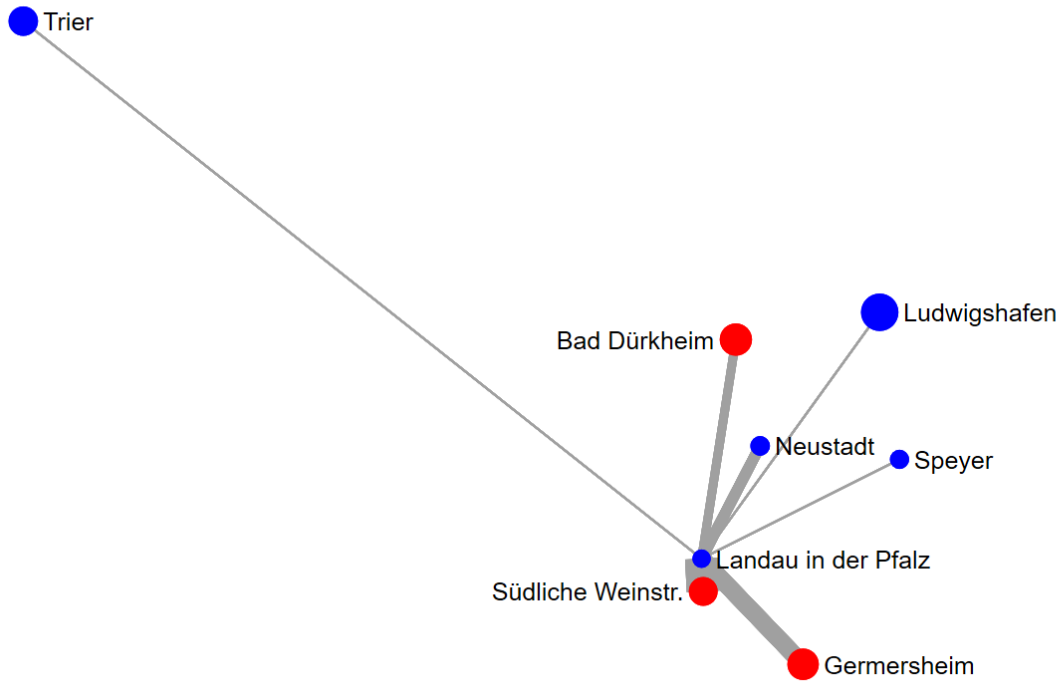 Trier
Ludwigshafen
Bad Dürkheim
Neustadt
Speyer
Landau in der Pfalz
Südliche Weinstr.
Germersheim